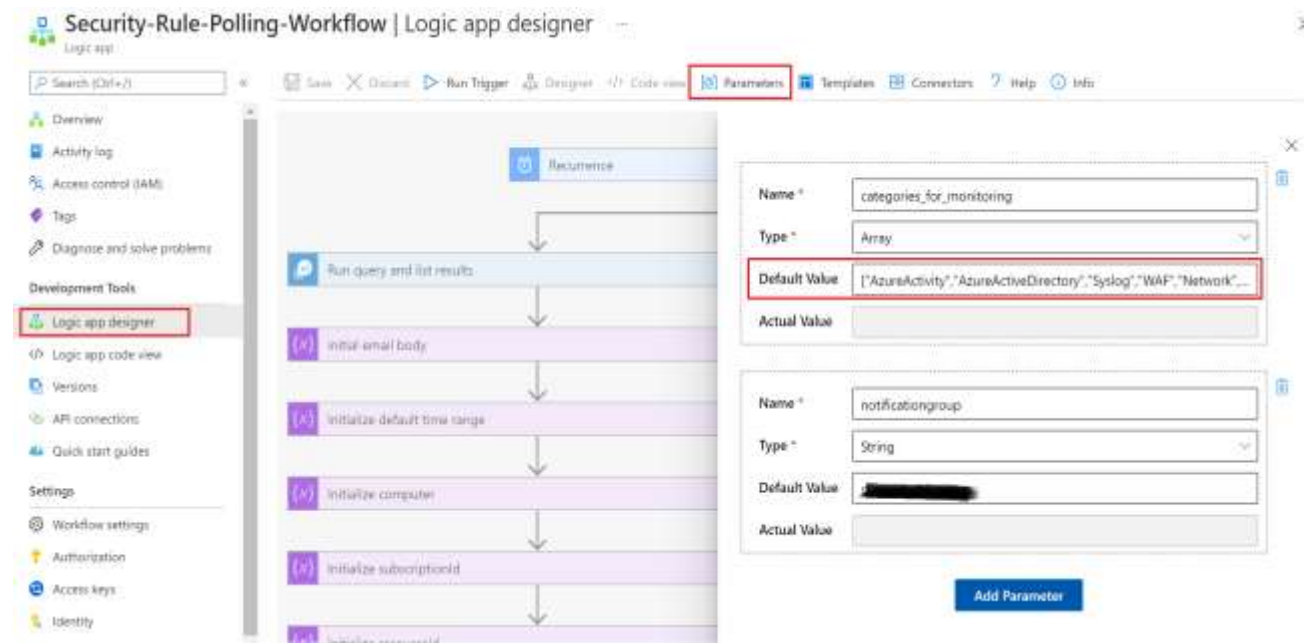 Security-Rule-Polling-Workflow | Logic app designer ...
Logic app
Search (Ctrl+/)
«
Save Discard Run Trigger Designer </> Code view [@] Parameters Templates Connectors ? Help Info
Overview
Activity log
Access control (IAM)
Tags
Diagnose and solve problems
Development Tools
Logic app designer
</> Logic app code view
Versions
API connections
Quick start guides
Settings
Workflow settings
Authorization
Access keys
Identity
Recurrence
Run query and list results
{x} Initial email body
{x} Initialize default time range
{x} Initialize computer
{x} Initialize subscriptionId
{x} Initialize
Name * categories_for_monitoring
Type * Array
Default Value ["AzureActivity","AzureActiveDirectory","Syslog","WAF","Network",...
Actual Value
Name * notificationgroup
Type * String
Default Value
Actual Value
Add Parameter